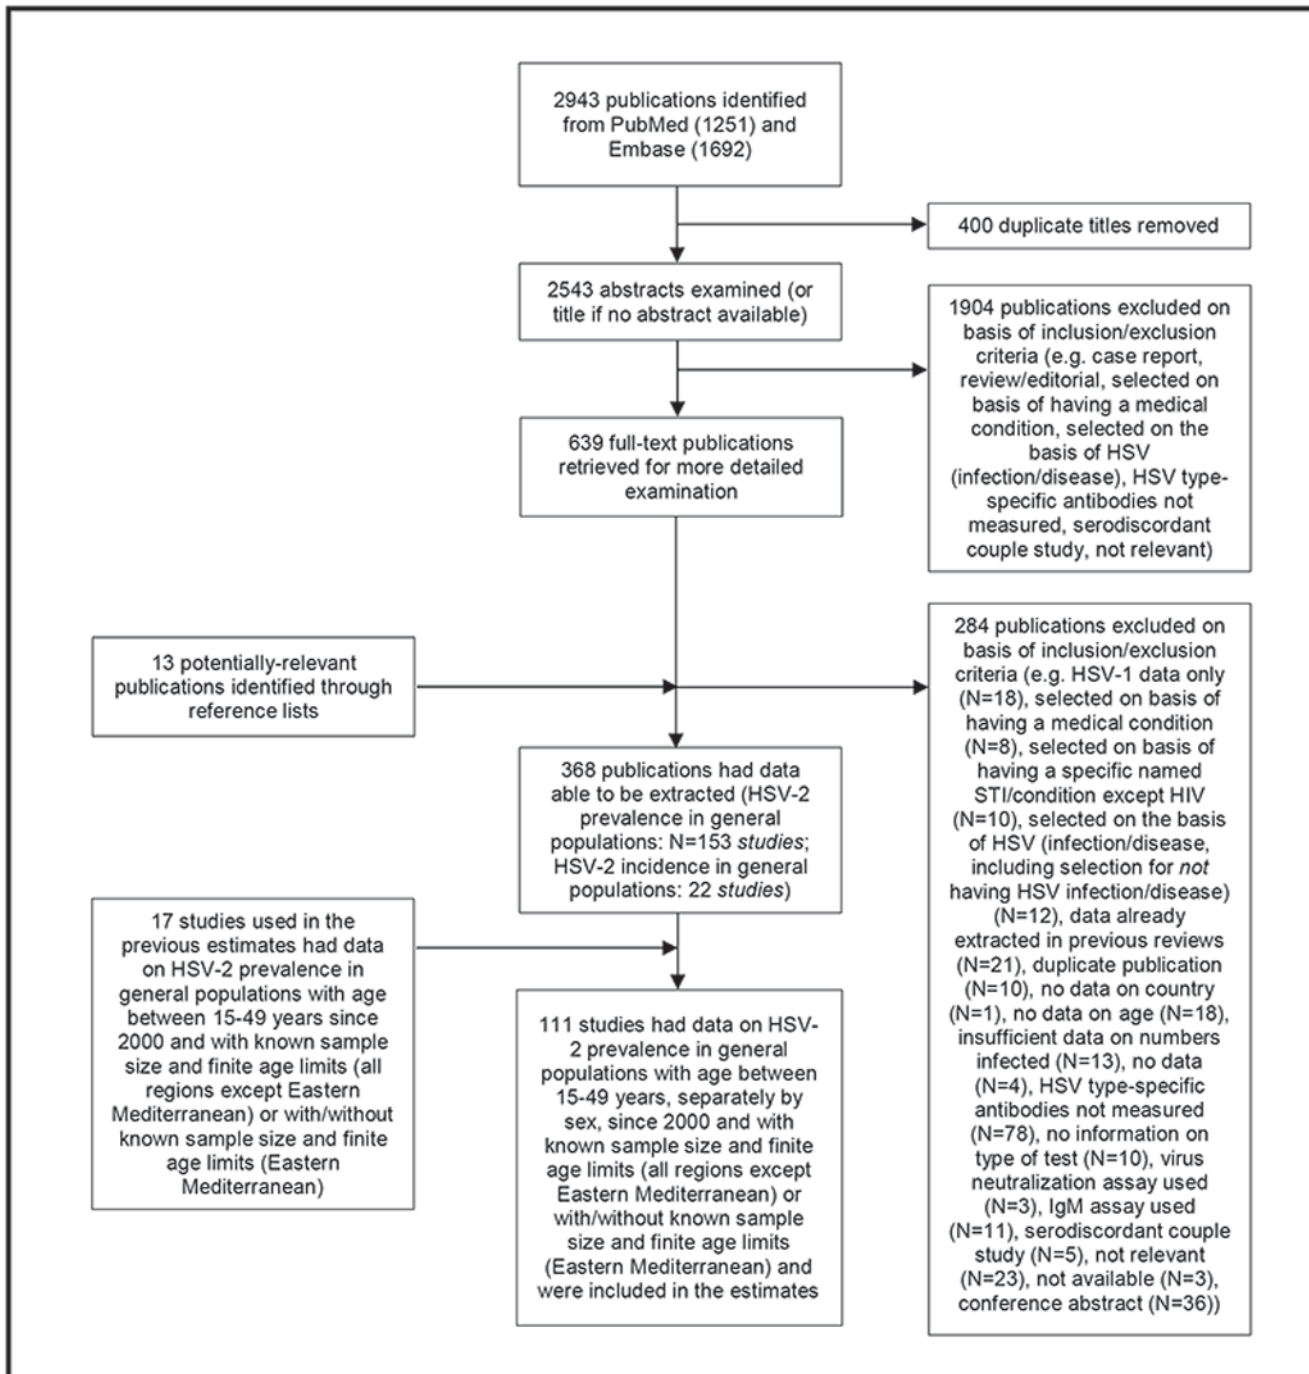 2943 publications identified
from PubMed (1251) and
Embase (1692)
400 duplicate titles removed
2543 abstracts examined (or
title if no abstract available)
1904 publications excluded on
basis of inclusion/exclusion
criteria (e.g. case report,
review/editorial, selected on
basis of having a medical
condition, selected on the
basis of HSV
(infection/disease), HSV type-
specific antibodies not
measured, serodiscordant
couple study, not relevant)
639 full-text publications
retrieved for more detailed
examination
13 potentially-relevant
publications identified through
reference lists
284 publications excluded on
basis of inclusion/exclusion
criteria (e.g. HSV-1 data only
(N=18), selected on basis of
having a medical condition
(N=8), selected on basis of
having a specific named
STI/condition except HIV
(N=10), selected on the basis
of HSV (infection/disease,
including selection for not
having HSV infection/disease)
(N=12), data already
extracted in previous reviews
(N=21), duplicate publication
(N=10), no data on country
(N=1), no data on age (N=18),
insufficient data on numbers
infected (N=13), no data
(N=4), HSV type-specific
antibodies not measured
(N=78), no information on
type of test (N=10), virus
neutralization assay used
(N=3), IgM assay used
(N=11), serodiscordant couple
study (N=5), not relevant
(N=23), not available (N=3),
conference abstract (N=36))
368 publications had data
able to be extracted (HSV-2
prevalence in general
populations: N=153 studies;
HSV-2 incidence in general
populations: 22 studies)
17 studies used in the
previous estimates had data
on HSV-2 prevalence in
general populations with age
between 15-49 years since
2000 and with known sample
size and finite age limits (all
regions except Eastern
Mediterranean) or with/without
known sample size and finite
age limits (Eastern
Mediterranean)
111 studies had data on HSV-
2 prevalence in general
populations with age between
15-49 years, separately by
sex, since 2000 and with
known sample size and finite
age limits (all regions except
Eastern Mediterranean) or
with/without known sample
size and finite age limits
(Eastern Mediterranean) and
were included in the estimates